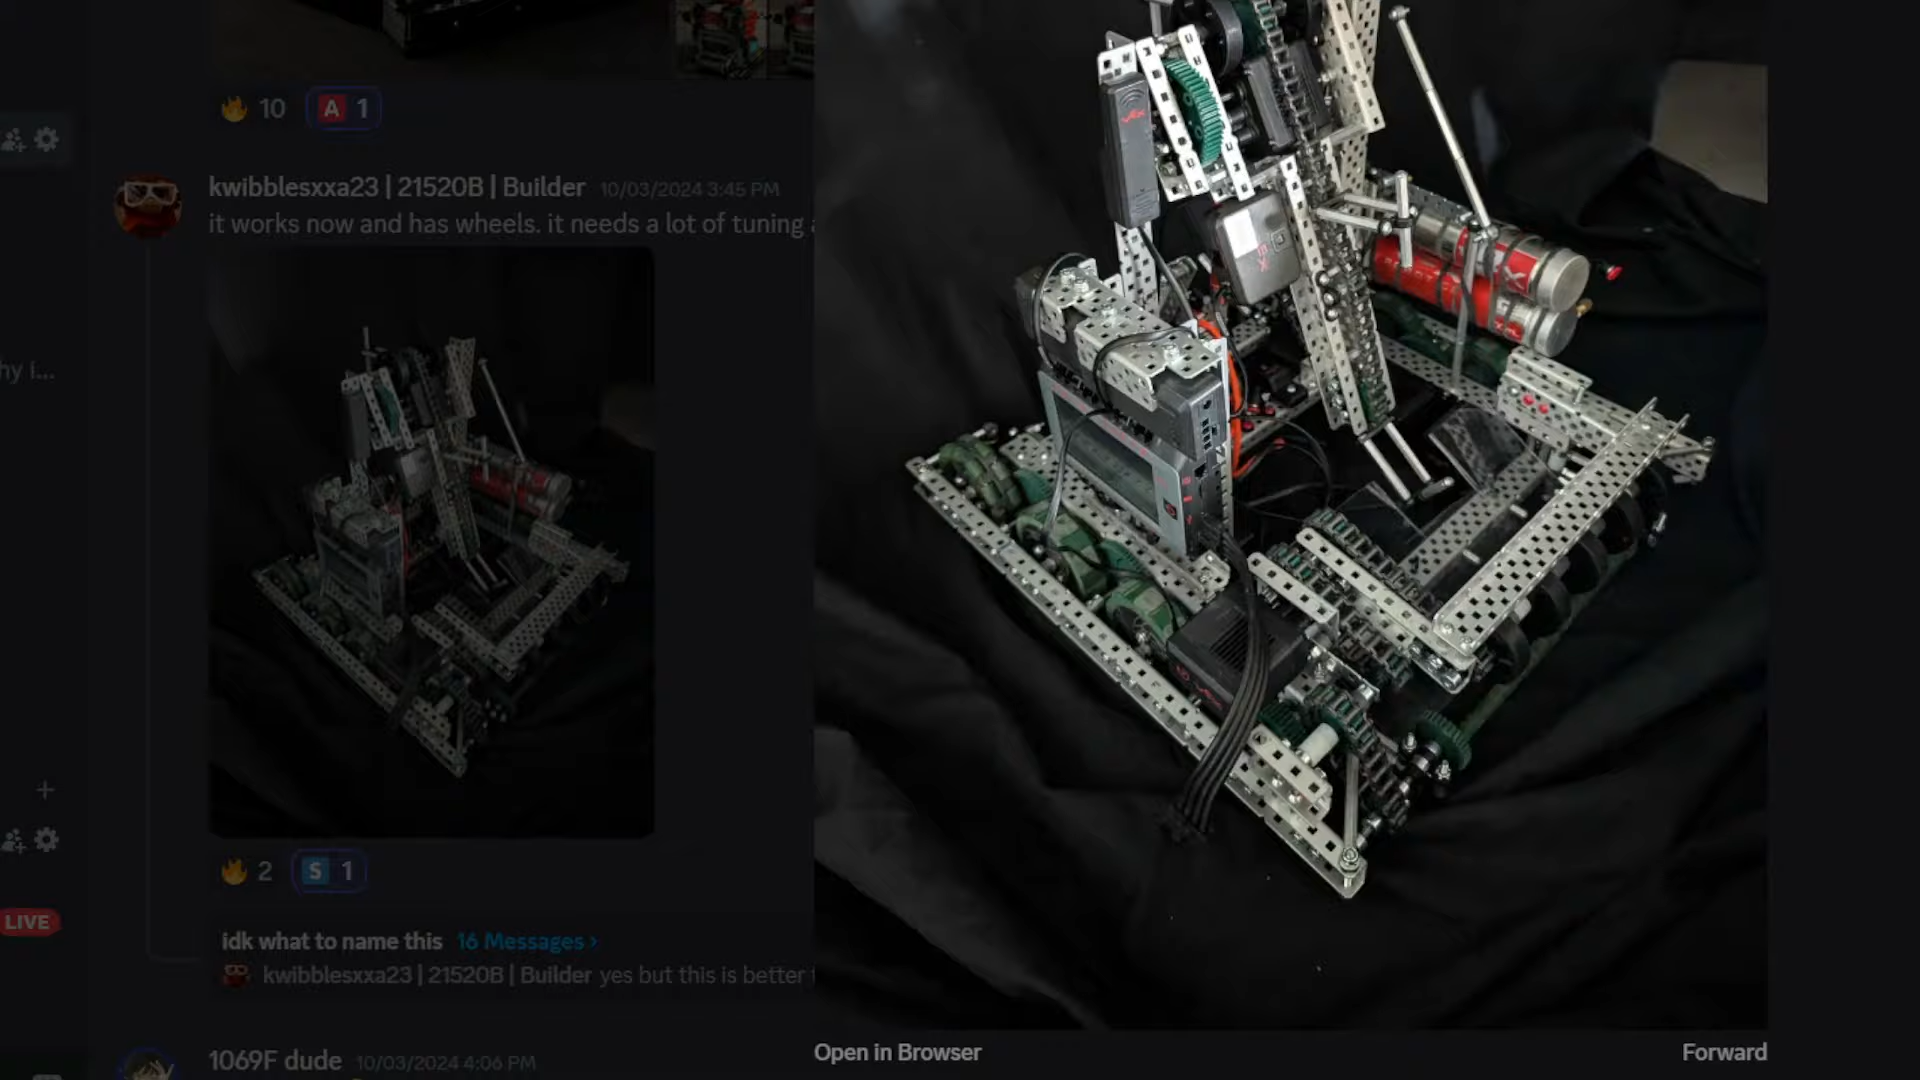 10 A 1
kwibblesxxa23 | 21520B | Builder 10/03/2024 3:45 PM
it works now and has wheels. it needs a lot of tuning
hy i...
2 S 1
LIVE
idk what to name this 16 Messages ›
kwibblesxxa23 | 21520B | Builder yes but this is better
1069F dude 10/03/2024 4:06 PM
Open in Browser
Forward